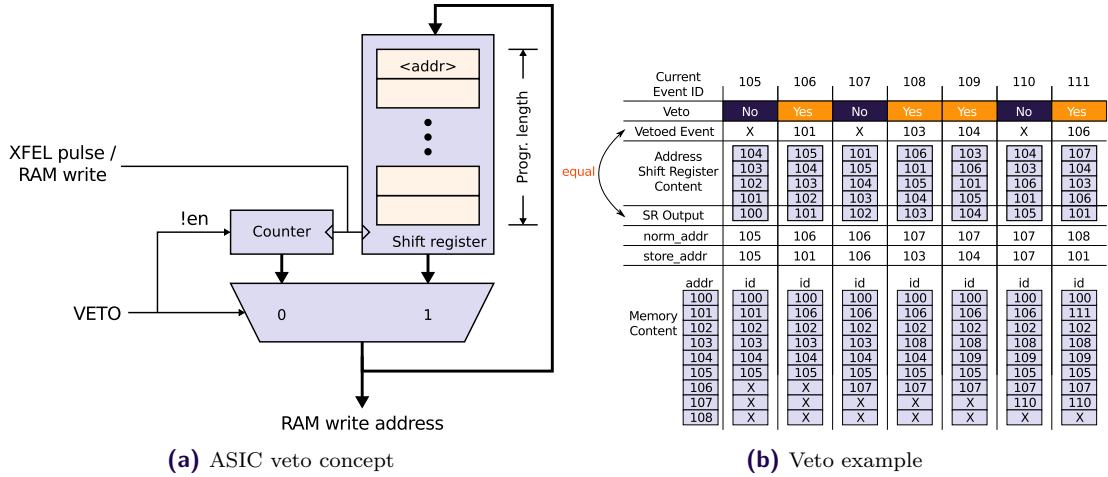 <addr>
Progr. length
XFEL pulse /
RAM write
!en
Counter
Shift register
VETO
0 1
RAM write address
(a) ASIC veto concept
Current
Event ID 105 106 107 108 109 110 111
Veto No Yes No Yes Yes No Yes
Vetoed Event X 101 X 103 104 X 106
equal
Address
Shift Register
Content
104 105 101 106 103 104 107
103 104 105 101 106 103 104
102 103 104 105 101 106 103
101 102 103 104 105 101 106
SR Output 100 101 102 103 104 105 101
norm_addr 105 106 106 107 107 107 108
store_addr 105 101 106 103 104 107 101
addr id id id id id id id
Memory
Content
100 100 100 100 100 100 100 100
101 101 106 106 106 106 106 111
102 102 102 102 102 102 102 102
103 103 103 103 108 108 108 108
104 104 104 104 104 109 109 109
105 105 105 105 105 105 105 105
106 X X 107 107 107 107 107
107 X X X X X 110 110
108 X X X X X X X
(b) Veto example